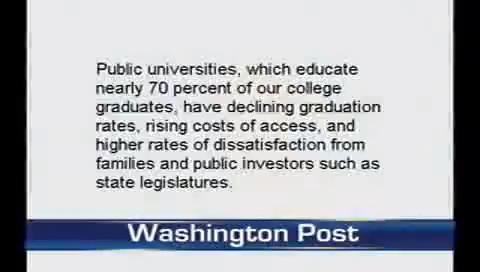 Public universities, which educate
nearly 70 percent of our college
graduates, have declining graduation
rates, rising costs of access, and
higher rates of dissatisfaction from
families and public investors such as
state legislatures.
Washington Post